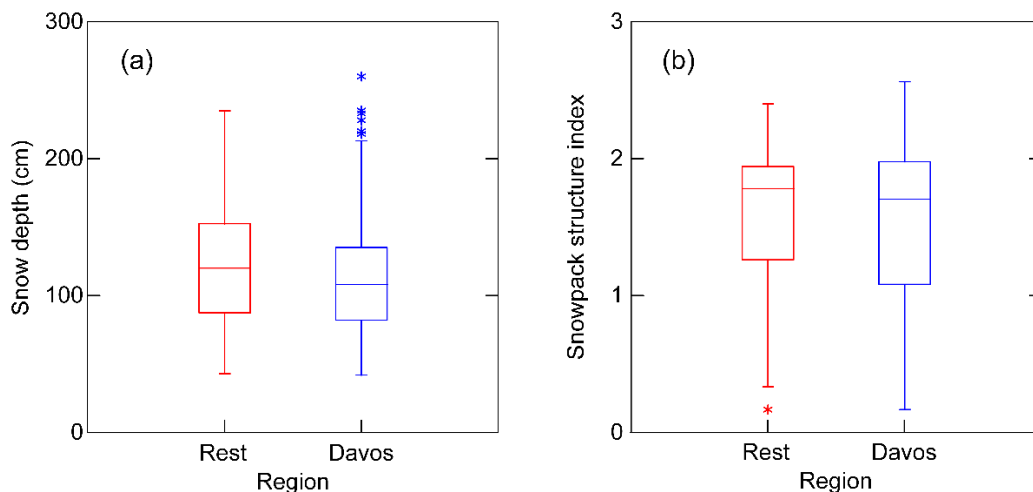 (a)
Snow depth (cm)
300
200
100
0
Rest Davos
Region
(b)
Snowpack structure index
3
2
1
0
Rest Davos
Region